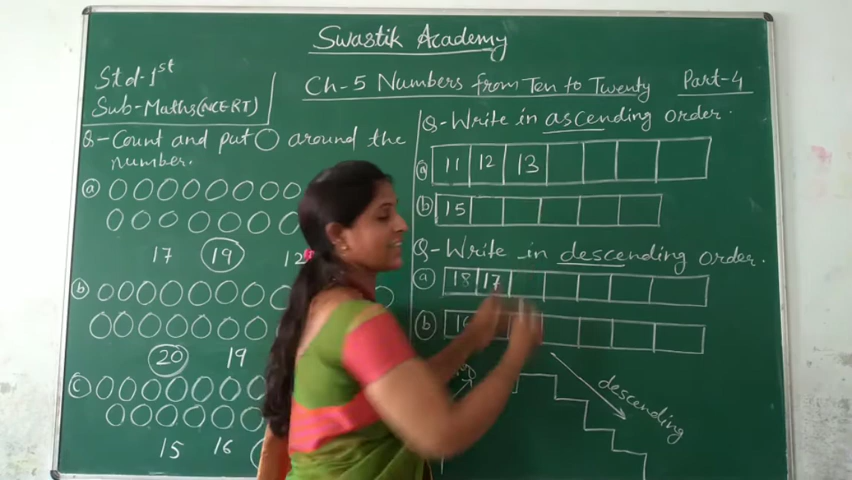 Swastik Academy
Std-1st
Sub-Maths(NCERT)
Ch-5 Numbers from Ten to Twenty
Part-4
Q-Count and put ○ around the
number.
ⓐ
17 19 12
ⓑ
20 19
ⓒ
15 16
Q-Write in ascending order.
ⓐ 11 12 13
ⓑ 15
Q-Write in descending order.
ⓐ 18 17
ⓑ 16
descending